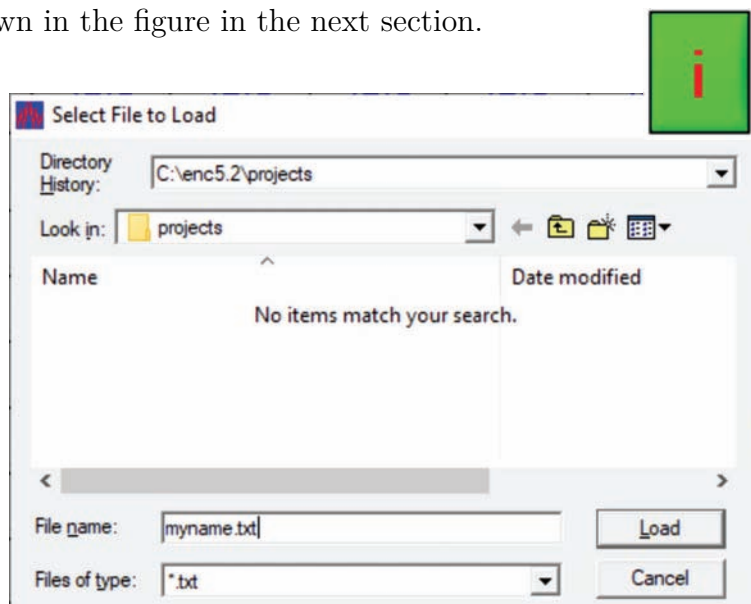 wn in the figure in the next section.
i
Select File to Load
Directory History: C:\enc5.2\projects
Look in: projects
Name Date modified
No items match your search.
File name: myname.txt Load
Files of type: *.txt Cancel